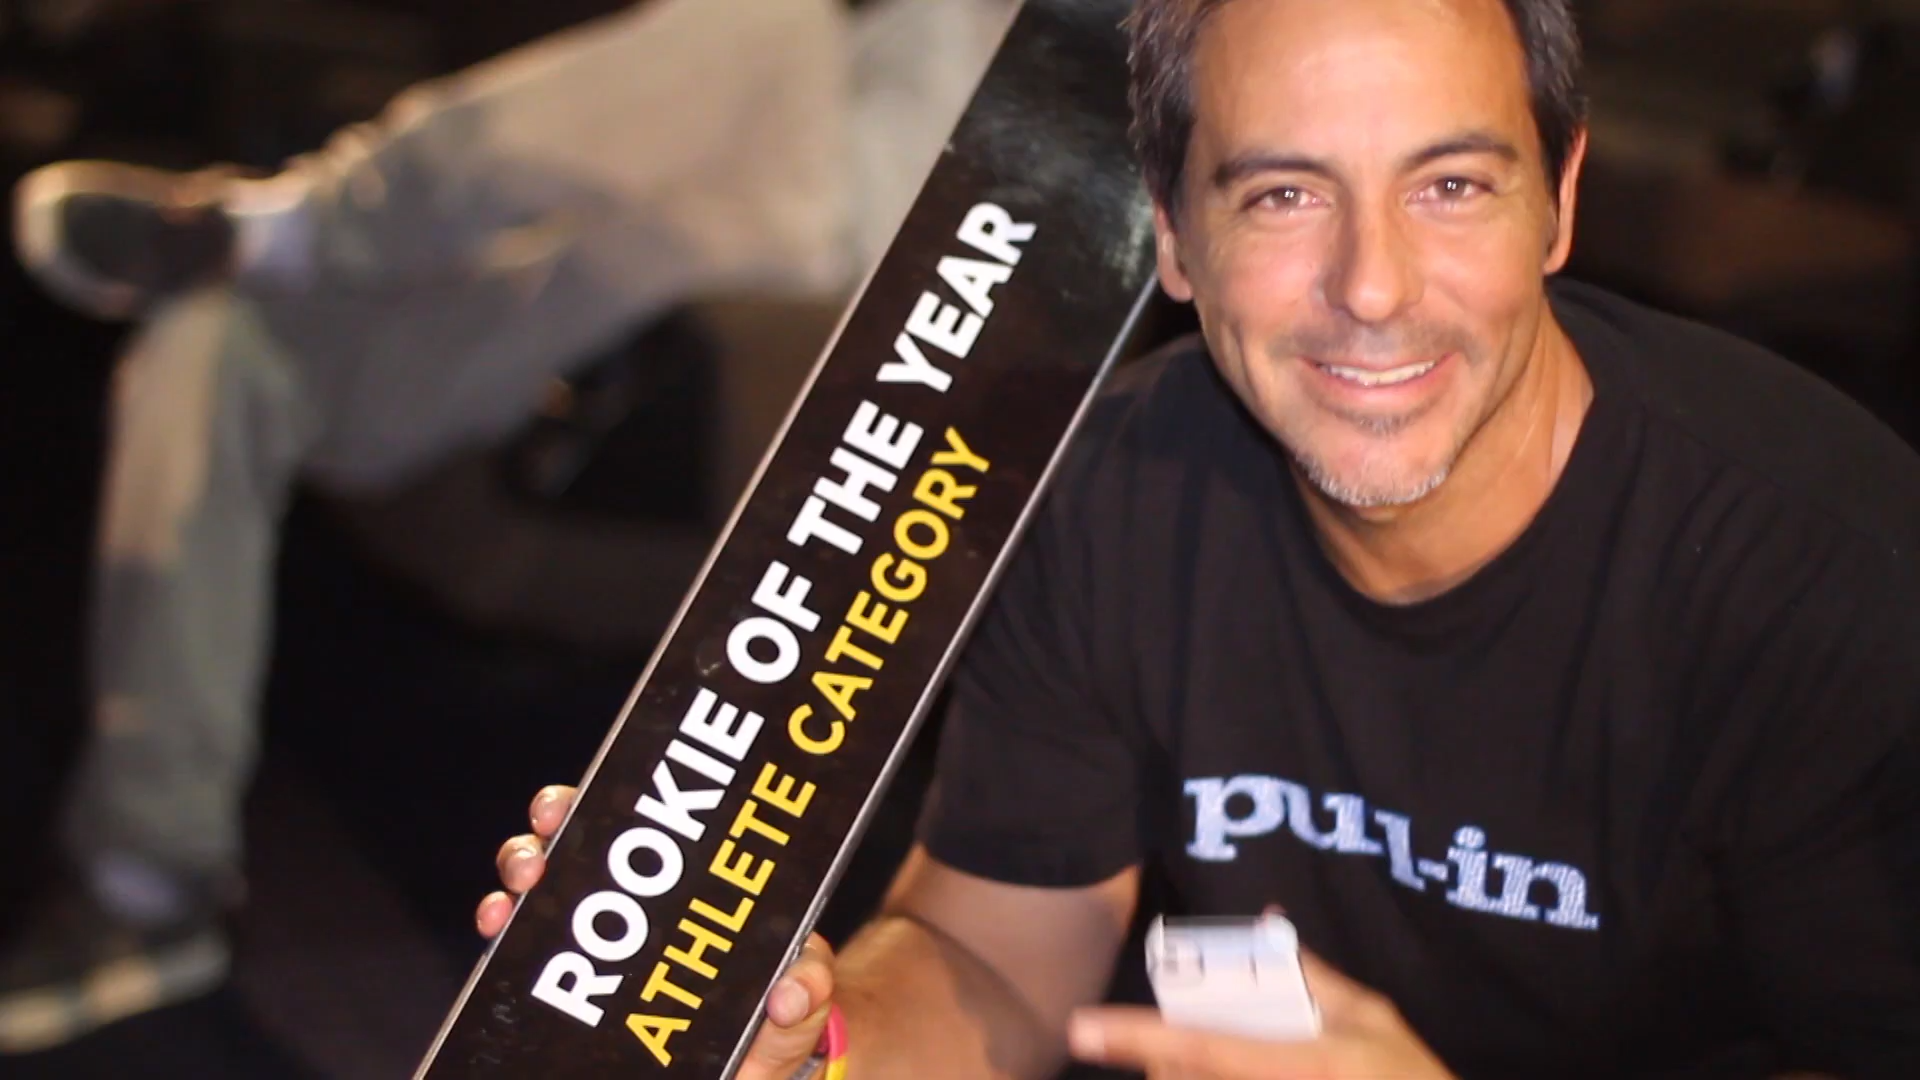 ROOKIE OF THE YEAR
ATHLETE CATEGORY
pull-in